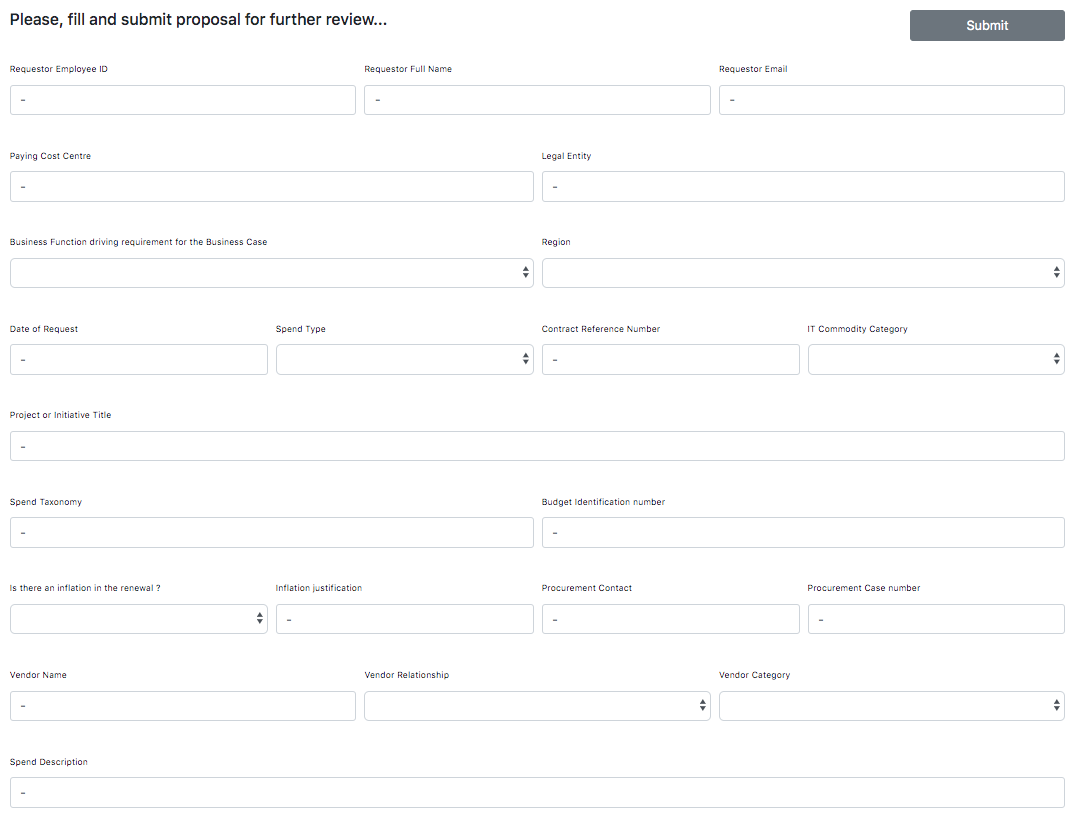 Please, fill and submit proposal for further review...
Submit
Requestor Employee ID
Requestor Full Name
Requestor Email
-
-
-
Paying Cost Centre
Legal Entity
-
-
Business Function driving requirement for the Business Case
Region
Date of Request
Spend Type
Contract Reference Number
IT Commodity Category
-
-
Project or Initiative Title
-
Spend Taxonomy
Budget Identification number
-
-
Is there an inflation in the renewal ?
Inflation justification
Procurement Contact
Procurement Case number
-
-
-
Vendor Name
Vendor Relationship
Vendor Category
-
Spend Description
-